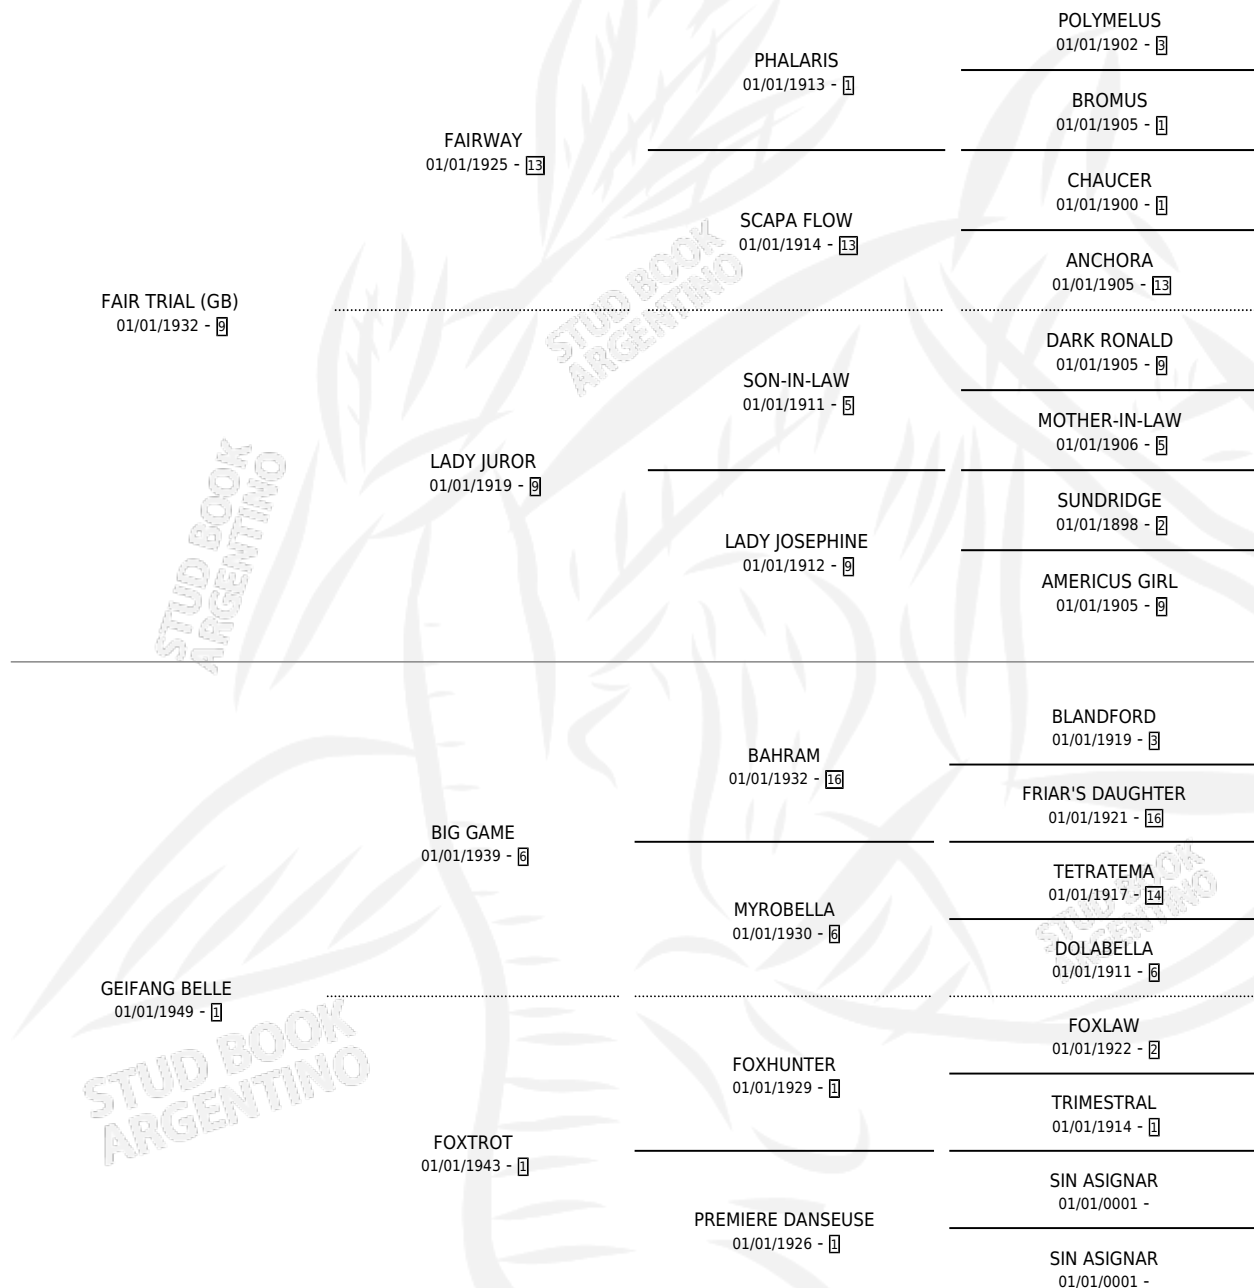 POLYMELUS
01/01/1902 - 3
PHALARIS
01/01/1913 - 1
BROMUS
01/01/1905 - 1
FAIRWAY
01/01/1925 - 13
CHAUCER
01/01/1900 - 1
SCAPA FLOW
01/01/1914 - 13
ANCHORA
01/01/1905 - 13
FAIR TRIAL (GB)
01/01/1932 - 9
DARK RONALD
01/01/1905 - 9
SON-IN-LAW
01/01/1911 - 5
MOTHER-IN-LAW
01/01/1906 - 5
LADY JUROR
01/01/1919 - 9
SUNDRIDGE
01/01/1898 - 2
LADY JOSEPHINE
01/01/1912 - 9
AMERICUS GIRL
01/01/1905 - 9
BLANDFORD
01/01/1919 - 3
BAHRAM
01/01/1932 - 16
FRIAR'S DAUGHTER
01/01/1921 - 16
BIG GAME
01/01/1939 - 6
TETRATEMA
01/01/1917 - 14
MYROBELLA
01/01/1930 - 6
DOLABELLA
01/01/1911 - 6
GEIFANG BELLE
01/01/1949 - 1
FOXLAW
01/01/1922 - 2
FOXHUNTER
01/01/1929 - 1
TRIMESTRAL
01/01/1914 - 1
FOXTROT
01/01/1943 - 1
SIN ASIGNAR
01/01/0001 -
PREMIERE DANSEUSE
01/01/1926 - 1
SIN ASIGNAR
01/01/0001 -
STUD BOOK
ARGENTINO
STUD BOOK
ARGENTINO
STUD BOOK
ARGENTINO
STUD BOOK
ARGENTINO